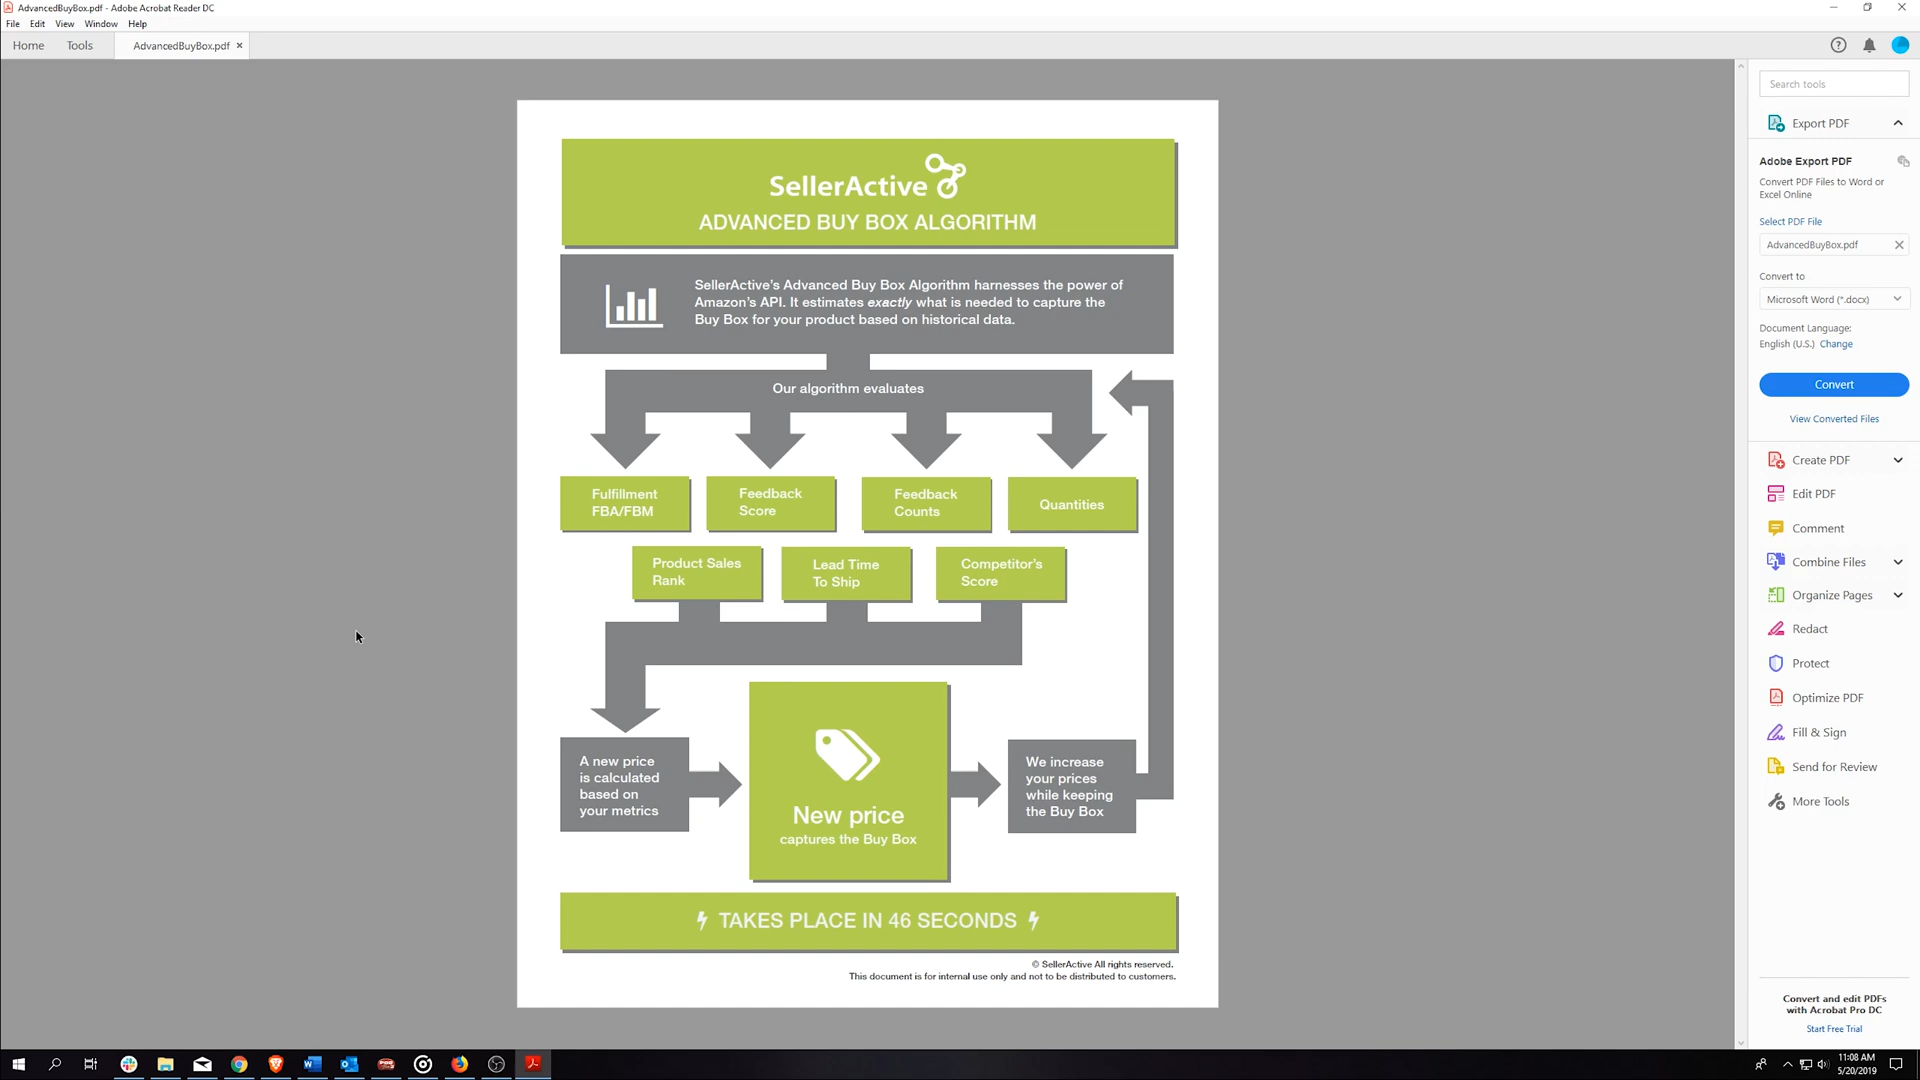 AdvancedBuyBox.pdf - Adobe Acrobat Reader DC
File Edit View Window Help
Home Tools AdvancedBuyBox.pdf ×
SellerActive
ADVANCED BUY BOX ALGORITHM
SellerActive's Advanced Buy Box Algorithm harnesses the power of
Amazon's API. It estimates exactly what is needed to capture the
Buy Box for your product based on historical data.
Our algorithm evaluates
Fulfillment
FBA/FBM
Feedback
Score
Feedback
Counts
Quantities
Product Sales
Rank
Lead Time
To Ship
Competitor's
Score
A new price
is calculated
based on
your metrics
New price
captures the Buy Box
We increase
your prices
while keeping
the Buy Box
TAKES PLACE IN 46 SECONDS
© SellerActive All rights reserved.
This document is for internal use only and not to be distributed to customers.
Search tools
Export PDF
Adobe Export PDF
Convert PDF Files to Word or
Excel Online
Select PDF File
AdvancedBuyBox.pdf
Convert to
Microsoft Word (*.docx)
Document Language:
English (U.S.) Change
Convert
View Converted Files
Create PDF
Edit PDF
Comment
Combine Files
Organize Pages
Redact
Protect
Optimize PDF
Fill & Sign
Send for Review
More Tools
Convert and edit PDFs
with Acrobat Pro DC
Start Free Trial
11:08 AM
5/20/2019